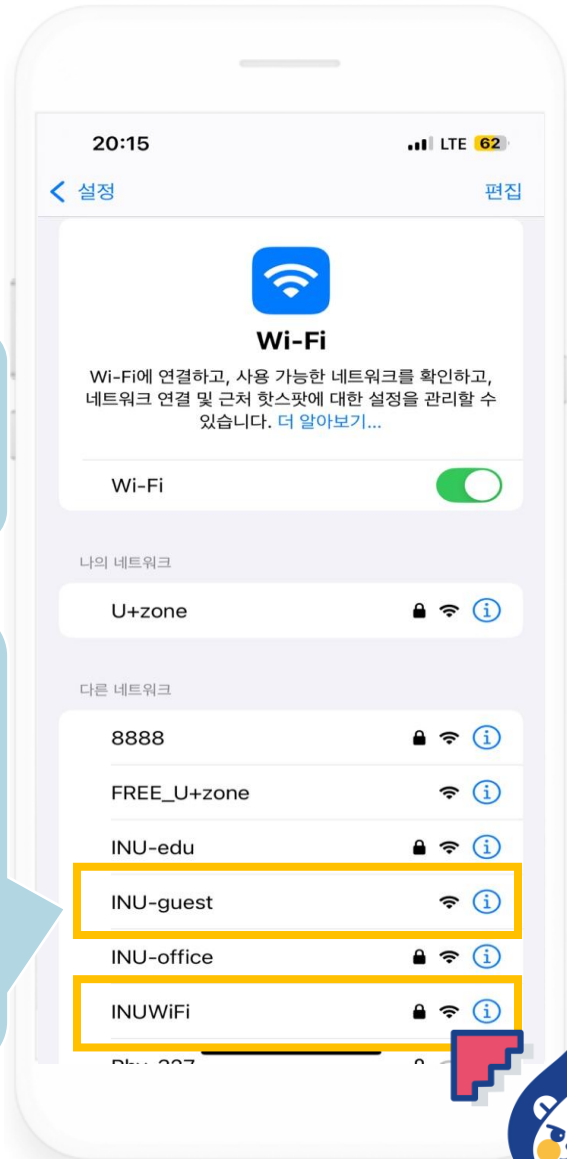 20:15
LTE 62
설정
편집
Wi-Fi
Wi-Fi에 연결하고, 사용 가능한 네트워크를 확인하고,
네트워크 연결 및 근처 핫스팟에 대한 설정을 관리할 수
있습니다. 더 알아보기...
Wi-Fi
나의 네트워크
U+zone
다른 네트워크
8888
FREE_U+zone
INU-edu
INU-guest
INU-office
INUWiFi